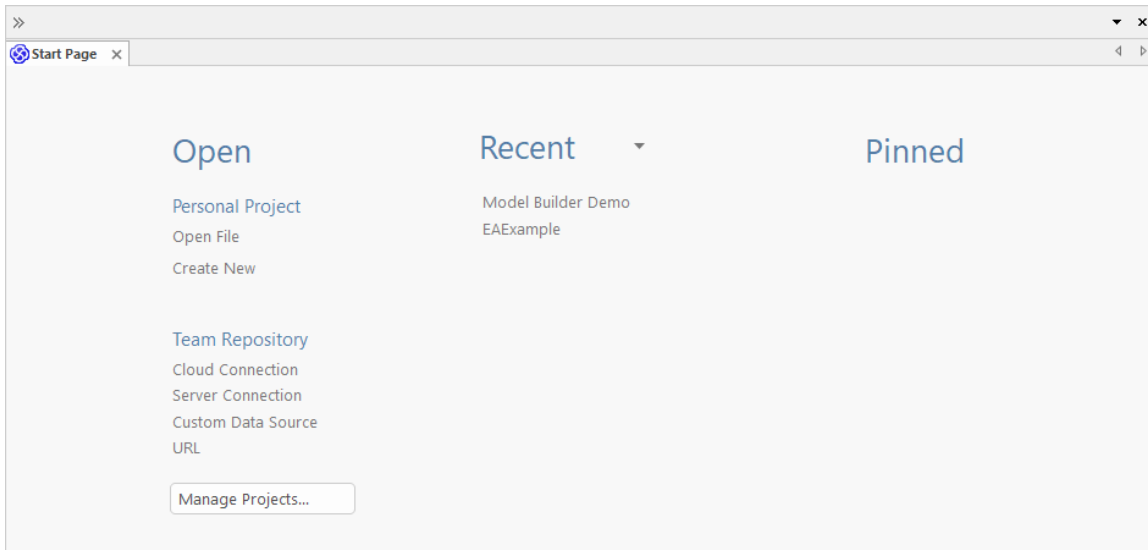 Start Page
Open
Personal Project
Open File
Create New
Team Repository
Cloud Connection
Server Connection
Custom Data Source
URL
Manage Projects...
Recent
Model Builder Demo
EAExample
Pinned